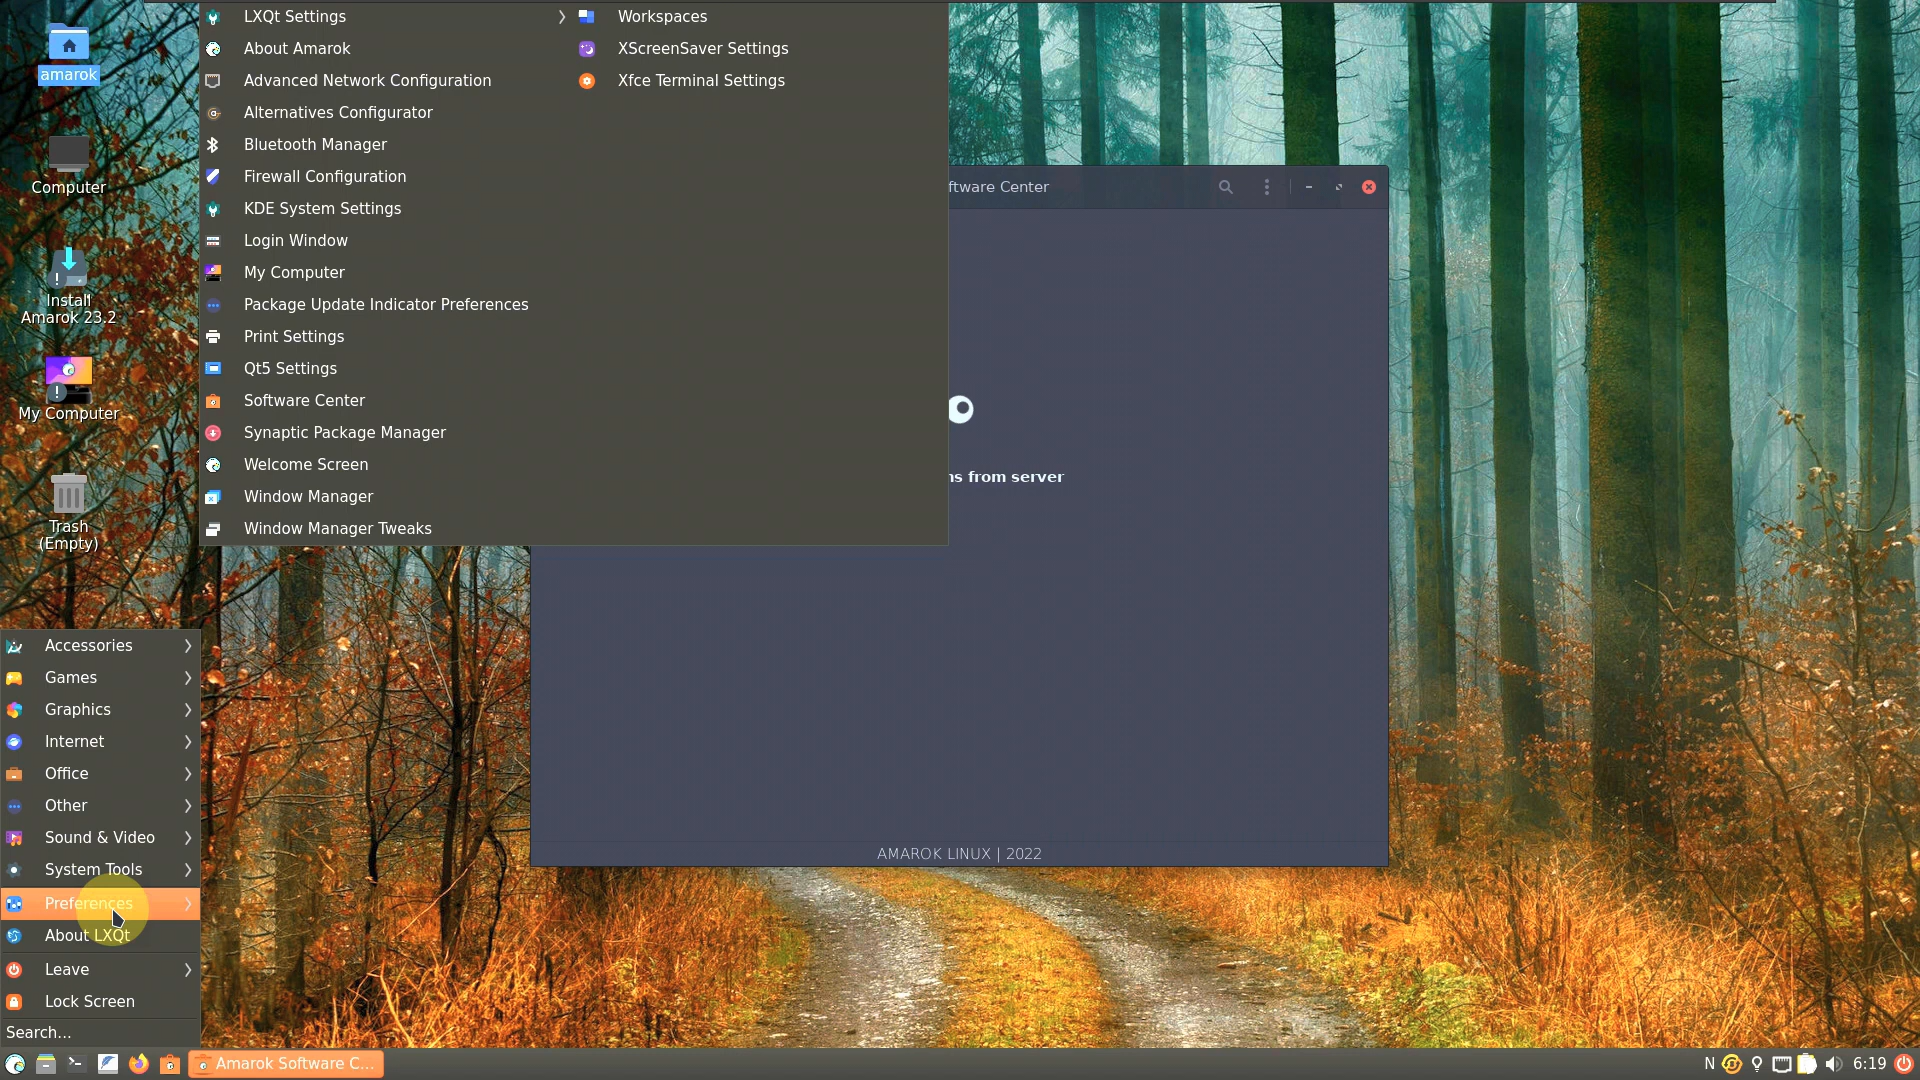 amarok
Computer
Install
Amarok 23.2
My Computer
Trash
(Empty)
LXQt Settings
About Amarok
Advanced Network Configuration
Alternatives Configurator
Bluetooth Manager
Firewall Configuration
KDE System Settings
Login Window
My Computer
Package Update Indicator Preferences
Print Settings
Qt5 Settings
Software Center
Synaptic Package Manager
Welcome Screen
Window Manager
Window Manager Tweaks
Workspaces
XScreenSaver Settings
Xfce Terminal Settings
ftware Center
ns from server
AMAROK LINUX | 2022
Accessories
Games
Graphics
Internet
Office
Other
Sound & Video
System Tools
Preferences
About LXQt
Leave
Lock Screen
Search...
Amarok Software C...
N
6:19